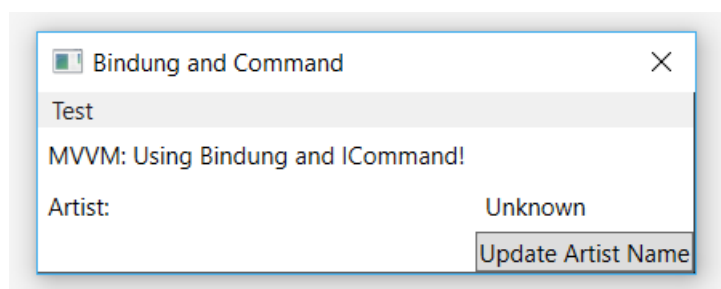 Bindung and Command
Test
MVVM: Using Bindung and ICommand!
Artist: Unknown
Update Artist Name